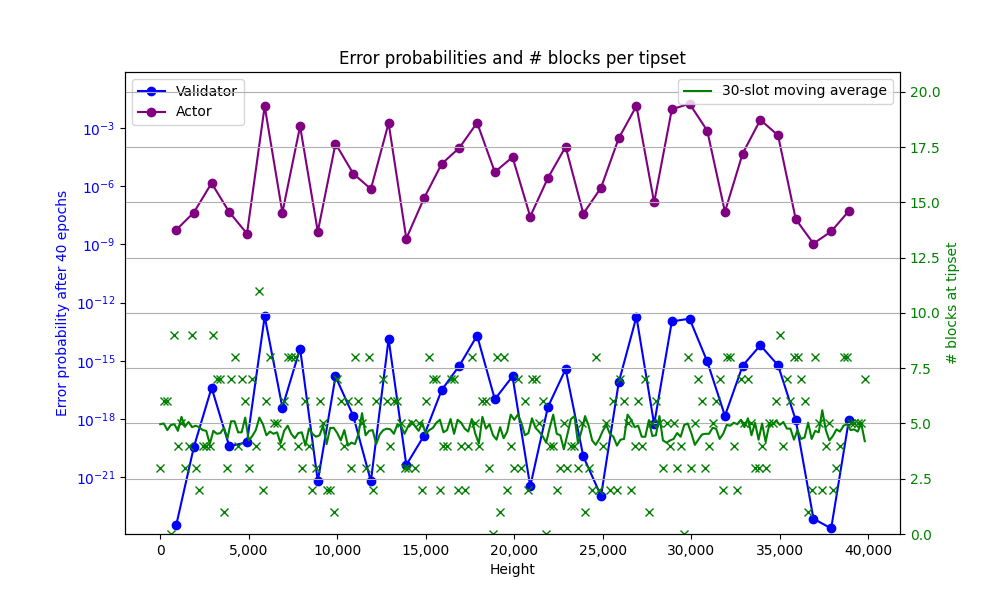 Error probabilities and # blocks per tipset
Validator
Actor
30-slot moving average
Error probability after 40 epochs
10⁻³
10⁻⁶
10⁻⁹
10⁻¹²
10⁻¹⁵
10⁻¹⁸
10⁻²¹
20.0
17.5
15.0
12.5
10.0
7.5
5.0
2.5
0.0
# blocks at tipset
0 5,000 10,000 15,000 20,000 25,000 30,000 35,000 40,000
Height